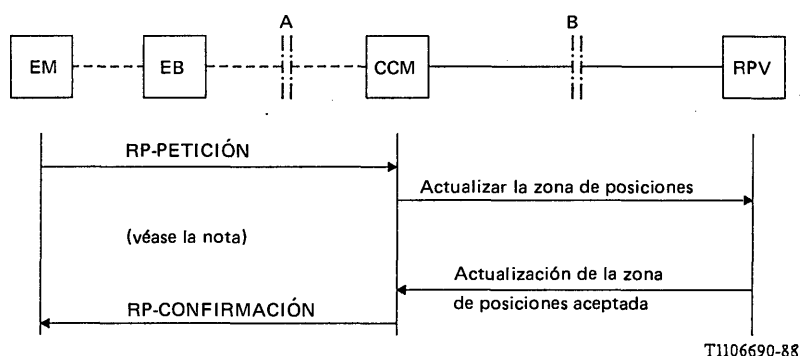 A
B
EM
EB
CCM
RPV
RP-PETICIÓN
Actualizar la zona de posiciones
(véase la nota)
Actualización de la zona
de posiciones aceptada
RP-CONFIRMACIÓN
T1106690-88